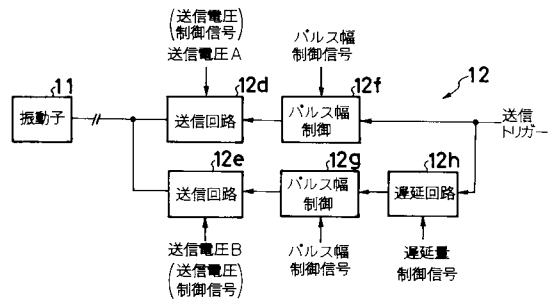 (送信電圧
制御信号)
送信電圧A
パルス幅
制御信号
12
11
振動子
12d
送信回路
12f
パルス幅
制御
送信
トリガー
12e
送信回路
12g
パルス幅
制御
12h
遅延回路
送信電圧B
(送信電圧
制御信号)
パルス幅
制御信号
遅延量
制御信号